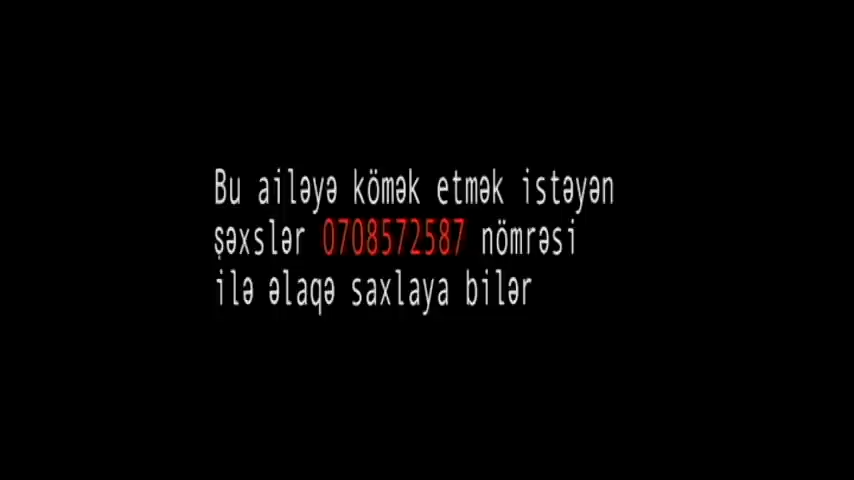 Bu ailəyə kömək etmək istəyən
şəxslər 0708572587 nömrəsi
ilə əlaqə saxlaya bilər